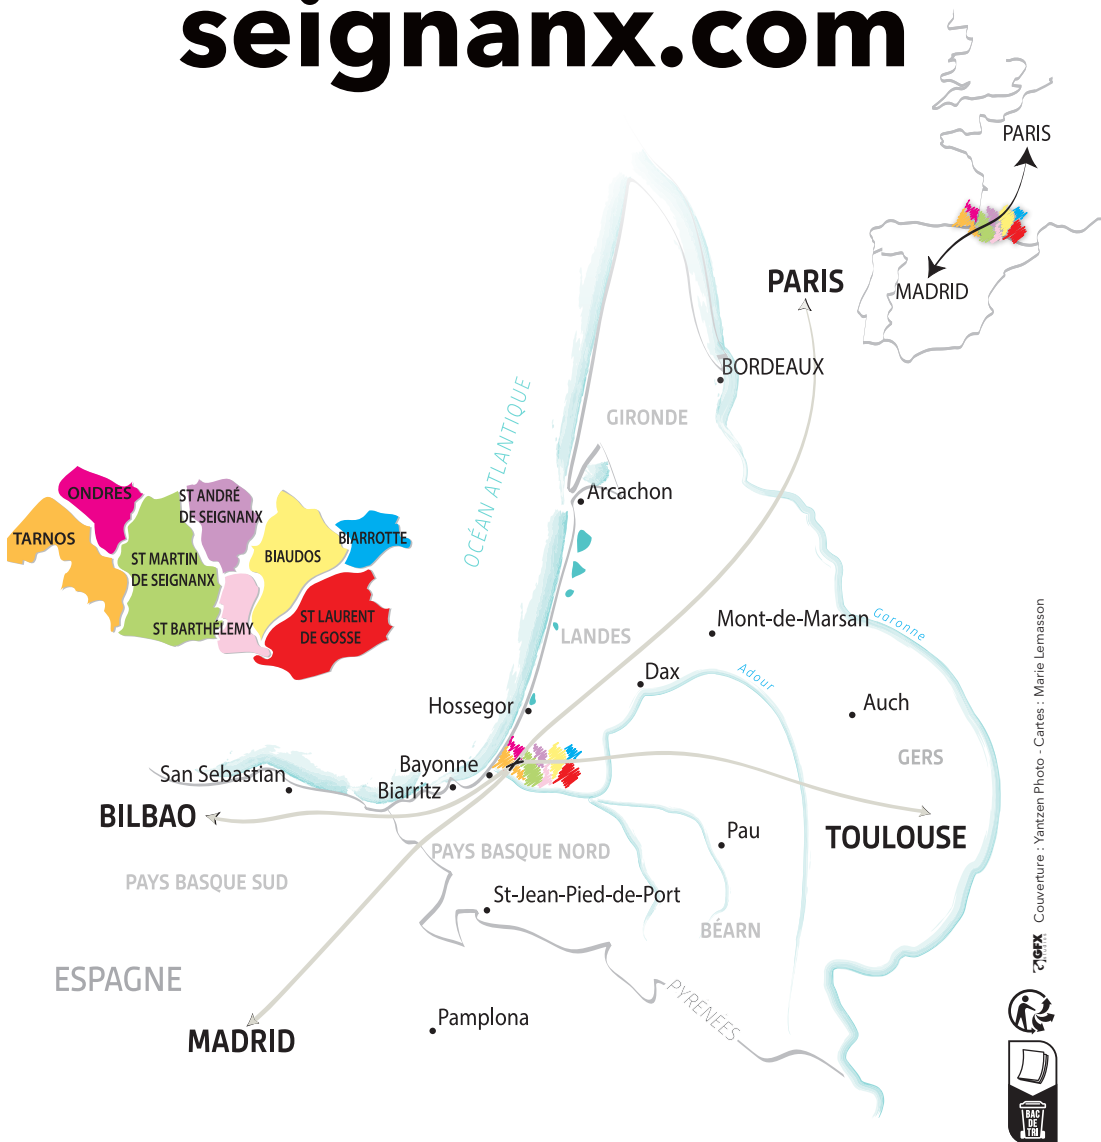 seignanx.com
PARIS
MADRID
PARIS
BORDEAUX
GIRONDE
OCÉAN ATLANTIQUE
Arcachon
ONDRES
ST ANDRÉ
DE SEIGNANX
TARNOS
BIARROTTE
ST MARTIN
DE SEIGNANX
BIAUDOS
ST BARTHÉLEMY
ST LAURENT
DE GOSSE
LANDES
Mont-de-Marsan
Garonne
Dax
Adour
Auch
Hossegor
GERS
Bayonne
San Sebastian
Biarritz
BILBAO
TOULOUSE
Pau
PAYS BASQUE NORD
PAYS BASQUE SUD
St-Jean-Pied-de-Port
BÉARN
ESPAGNE
PYRENEES
Pamplona
MADRID
Couverture : Yantzen Photo - Cartes : Marie Lemasson
GFX
BAC
DE
TRI